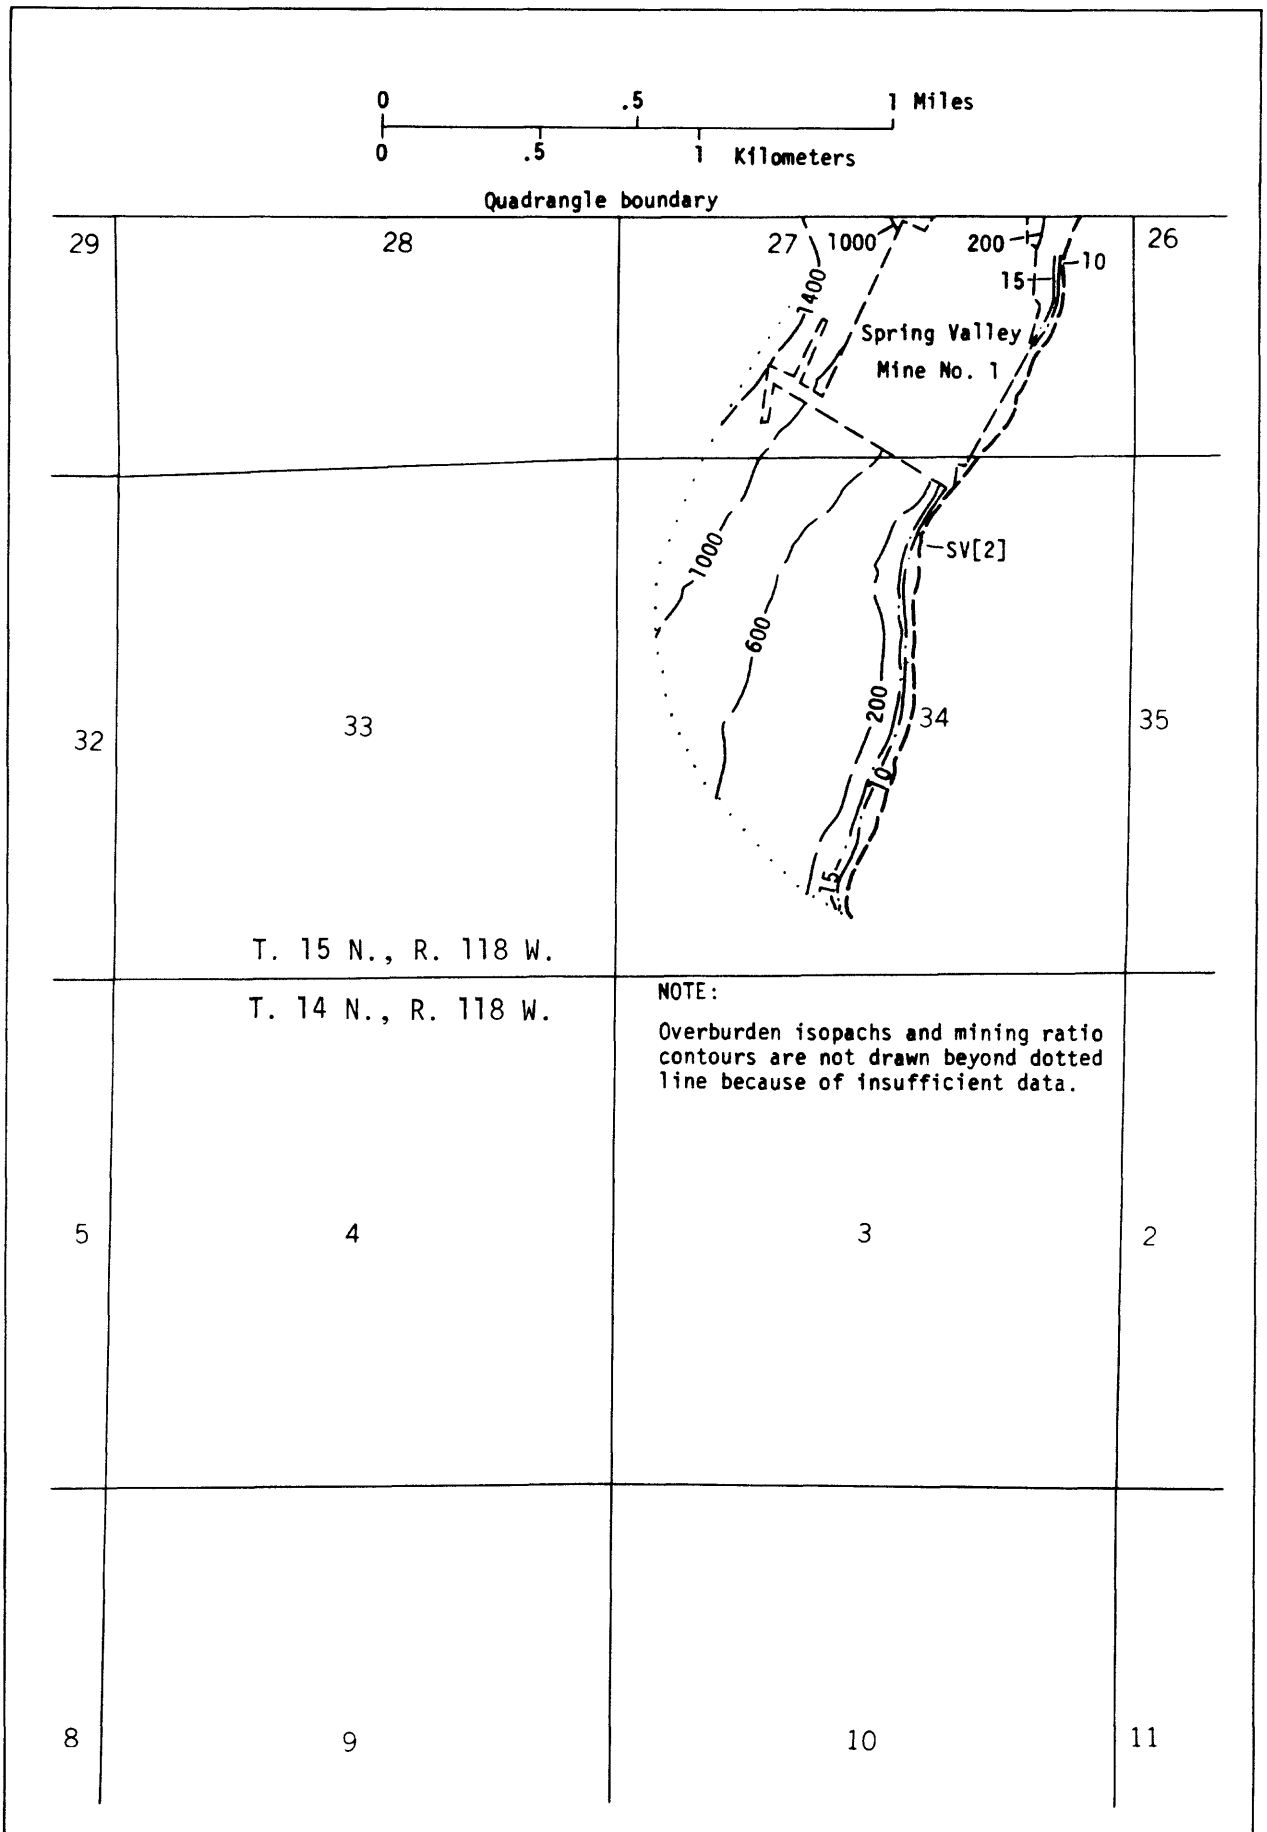 0 .5 1 Miles
0 .5 1 Kilometers
Quadrangle boundary
29 28 27 1000 200 26
10
15
1400
Spring Valley
Mine No. 1
1000
SV[2]
600
200
34
33
32
35
10
15
T. 15 N., R. 118 W.
T. 14 N., R. 118 W.
NOTE:
Overburden isopachs and mining ratio
contours are not drawn beyond dotted
line because of insufficient data.
5 4 3 2
8 9 10 11